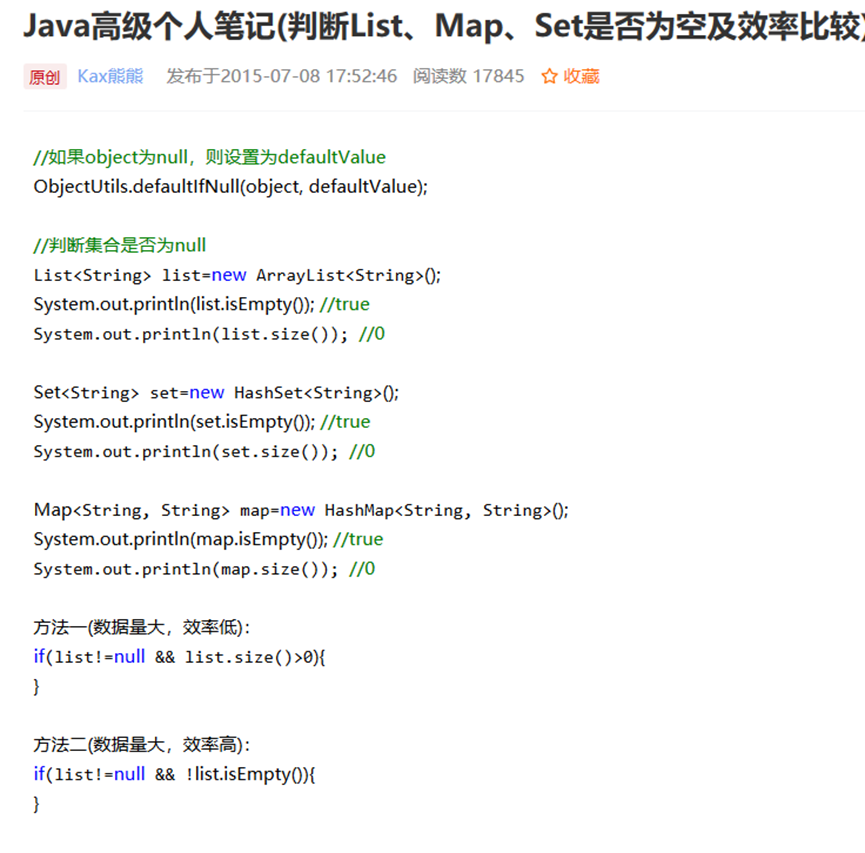 Java高级个人笔记(判断List、Map、Set是否为空及效率比较)
原创 Kax熊熊 发布于2015-07-08 17:52:46 阅读数 17845 ☆ 收藏
//如果object为null，则设置为defaultValue
ObjectUtils.defaultIfNull(object, defaultValue);
//判断集合是否为null
List<String> list=new ArrayList<String>();
System.out.println(list.isEmpty()); //true
System.out.println(list.size()); //0
Set<String> set=new HashSet<String>();
System.out.println(set.isEmpty()); //true
System.out.println(set.size()); //0
Map<String, String> map=new HashMap<String, String>();
System.out.println(map.isEmpty()); //true
System.out.println(map.size()); //0
方法一(数据量大，效率低)：
if(list!=null && list.size()>0){
}
方法二(数据量大，效率高)：
if(list!=null && !list.isEmpty()){
}